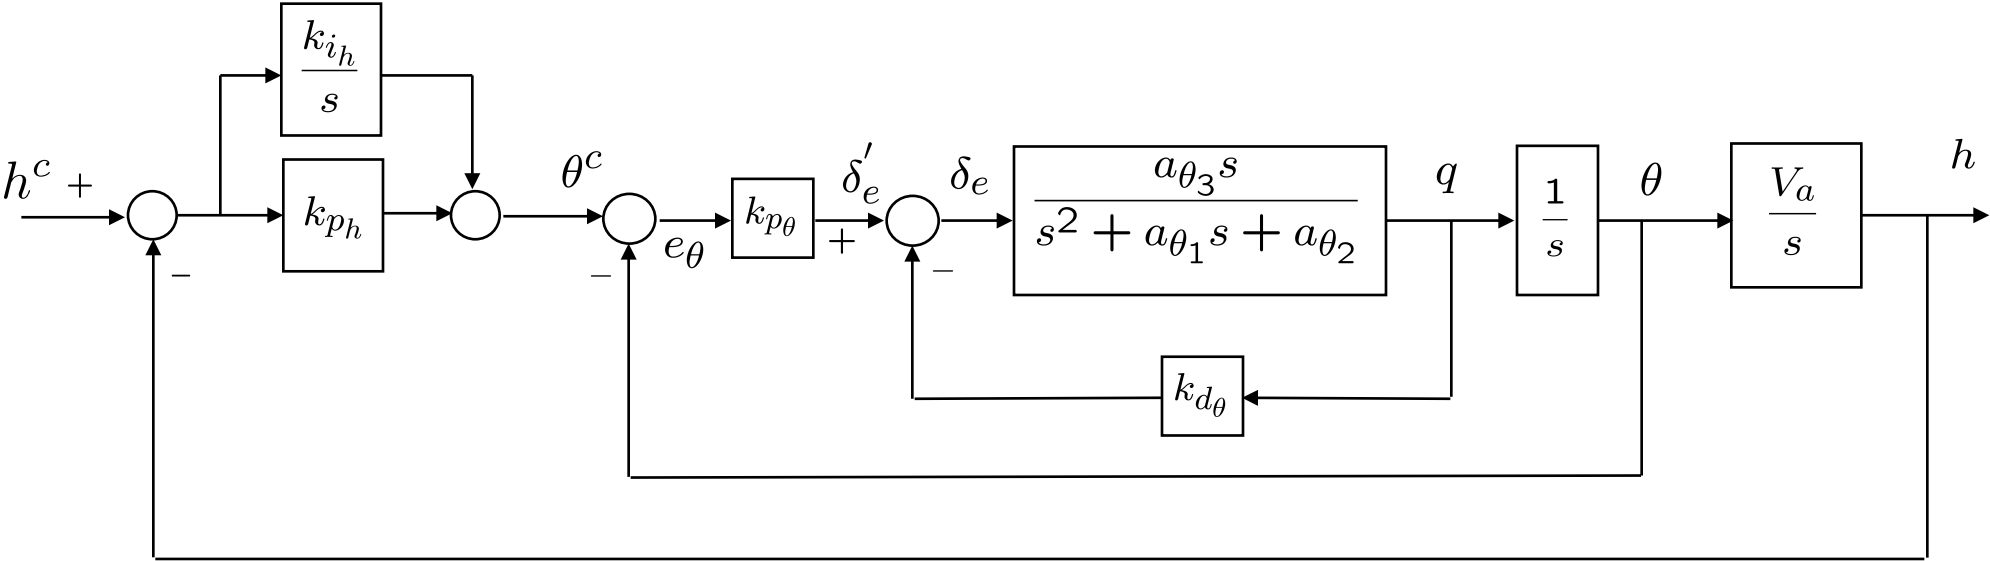 h^c +
k_{i_h}
s
k_{p_h}
−
θ^c
−
e_θ
k_{p_θ}
δ'_e
+
−
δ_e
a_{θ_3}s
s^2 + a_{θ_1}s + a_{θ_2}
k_{d_θ}
q
1
s
θ
V_a
s
h